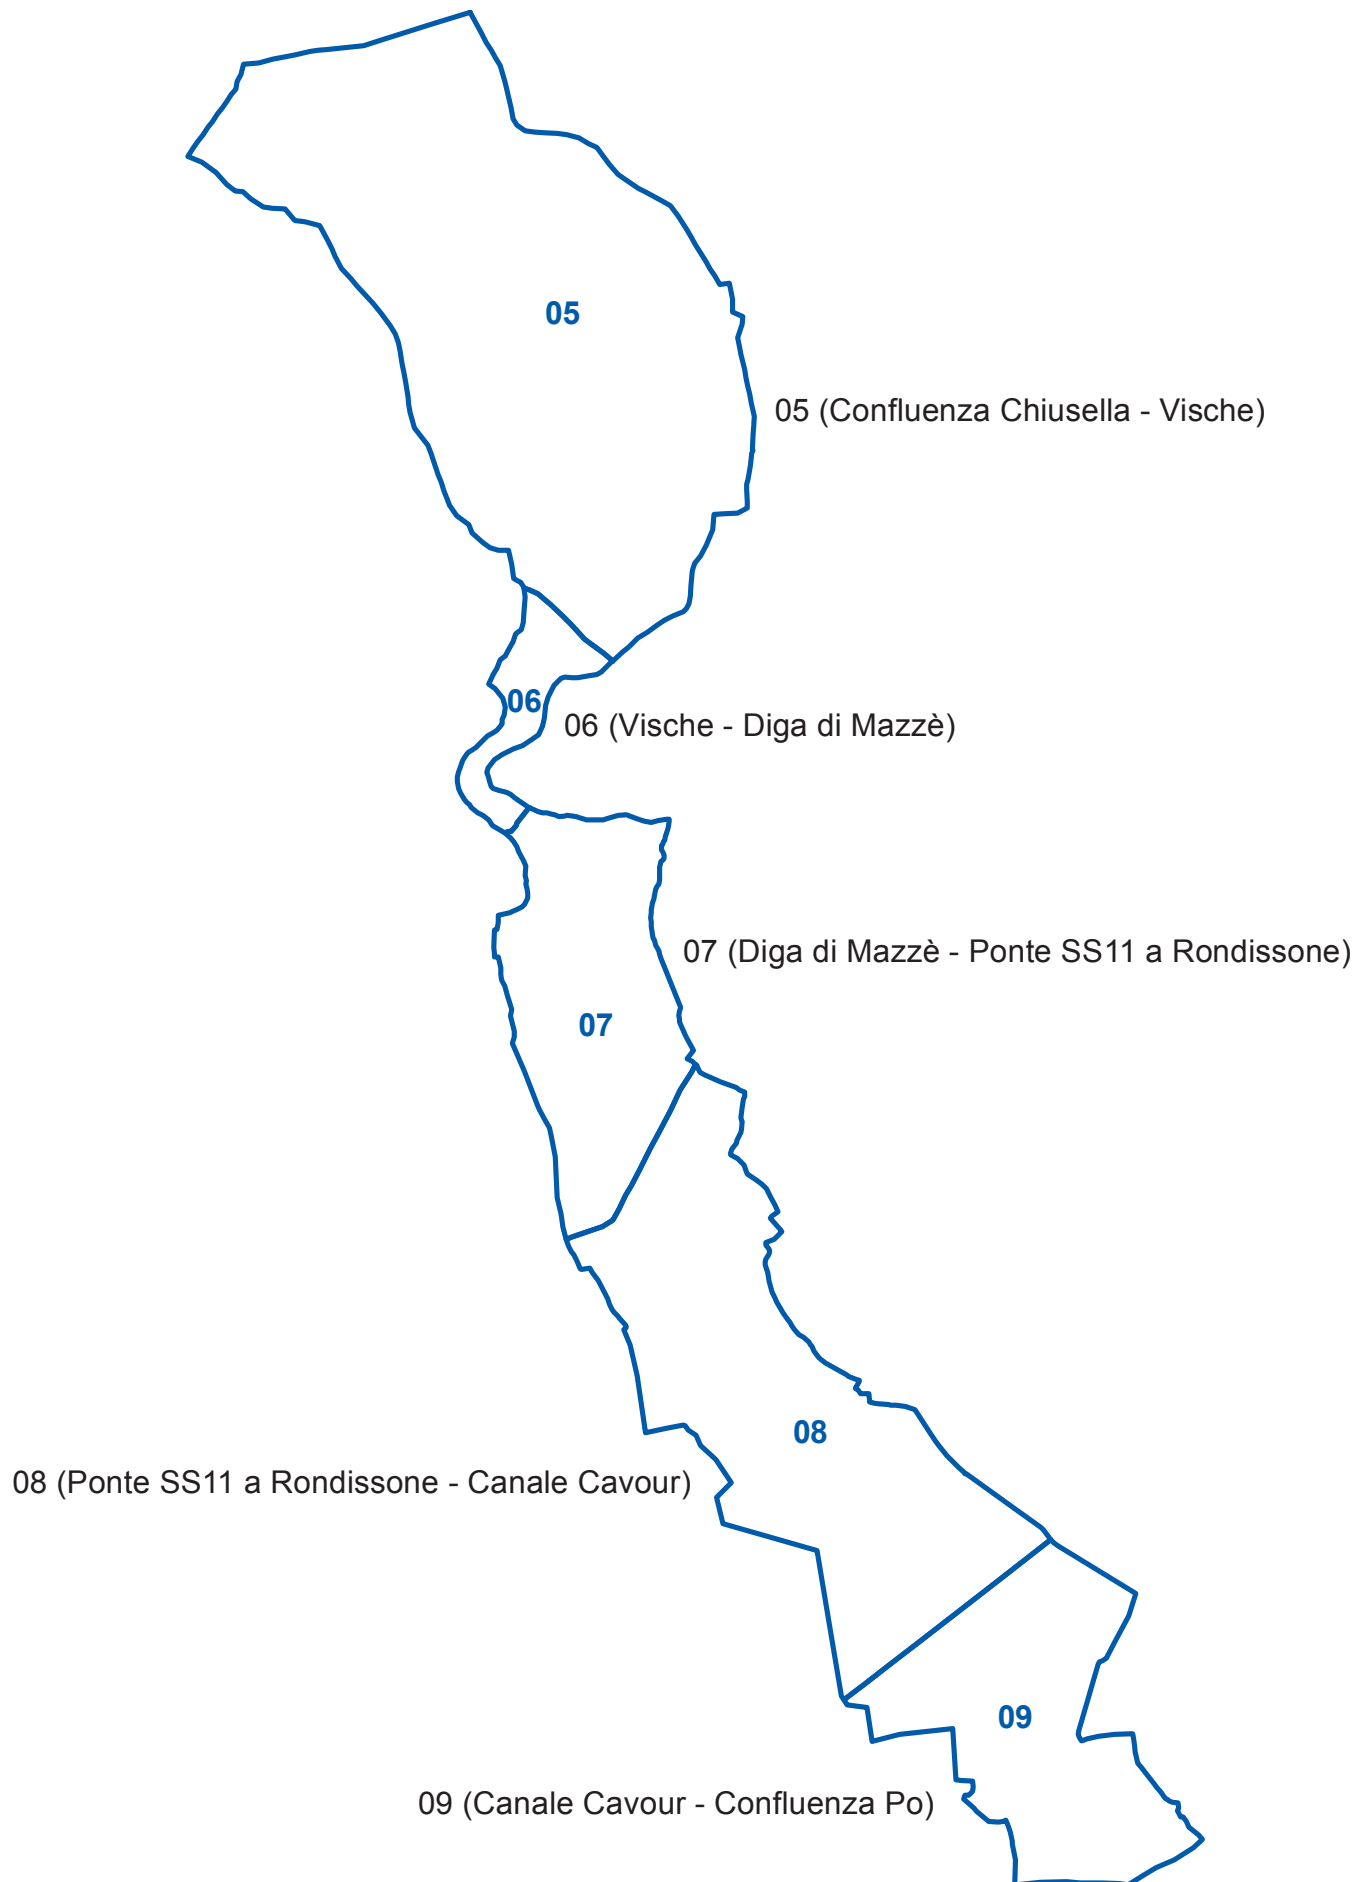 05
05 (Confluenza Chiusella - Vische)
06
06 (Vische - Diga di Mazzè)
07 (Diga di Mazzè - Ponte SS11 a Rondissone)
07
08
08 (Ponte SS11 a Rondissone - Canale Cavour)
09
09 (Canale Cavour - Confluenza Po)